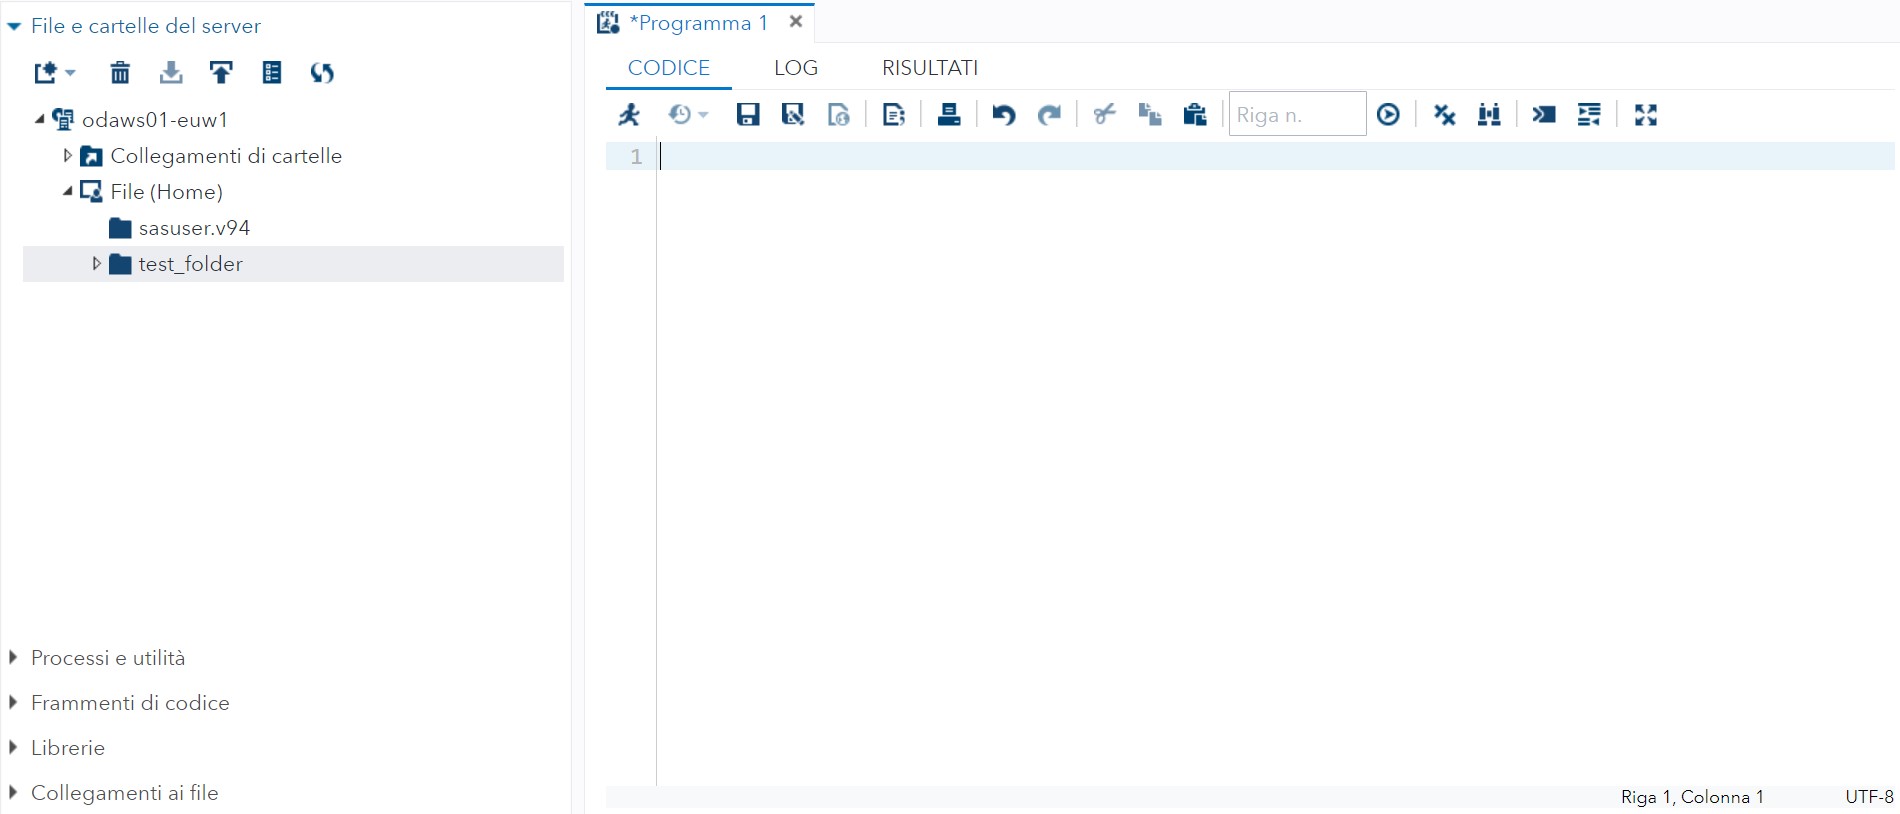 File e cartelle del server
odaws01-euw1
Collegamenti di cartelle
File (Home)
sasuser.v94
test_folder
Processi e utilità
Frammenti di codice
Librerie
Collegamenti ai file
*Programma 1
CODICE LOG RISULTATI
Riga n.
1
Riga 1, Colonna 1 UTF-8